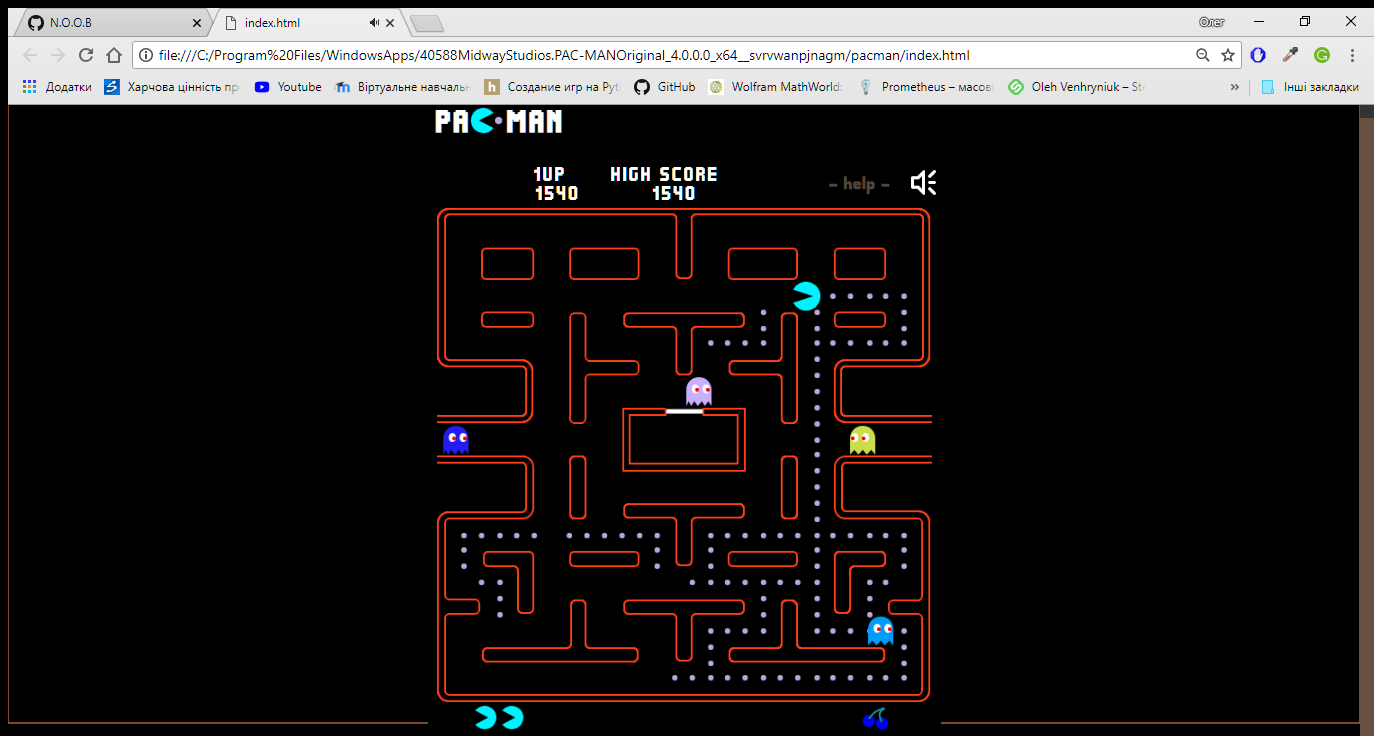 N.O.O.B
index.html
Олег
file:///C:/Program%20Files/WindowsApps/40588MidwayStudios.PAC-MANOriginal_4.0.0.0_x64__svrvwanpjnagm/pacman/index.html
Додатки
Харчова цінність пр
Youtube
Віртуальне навчальн
Создание игр на Pyt
GitHub
Wolfram MathWorld:
Prometheus – масові
Oleh Venhryniuk – Ste
Інші закладки
PAC-MAN
1UP HIGH SCORE
1540 1540
– help –